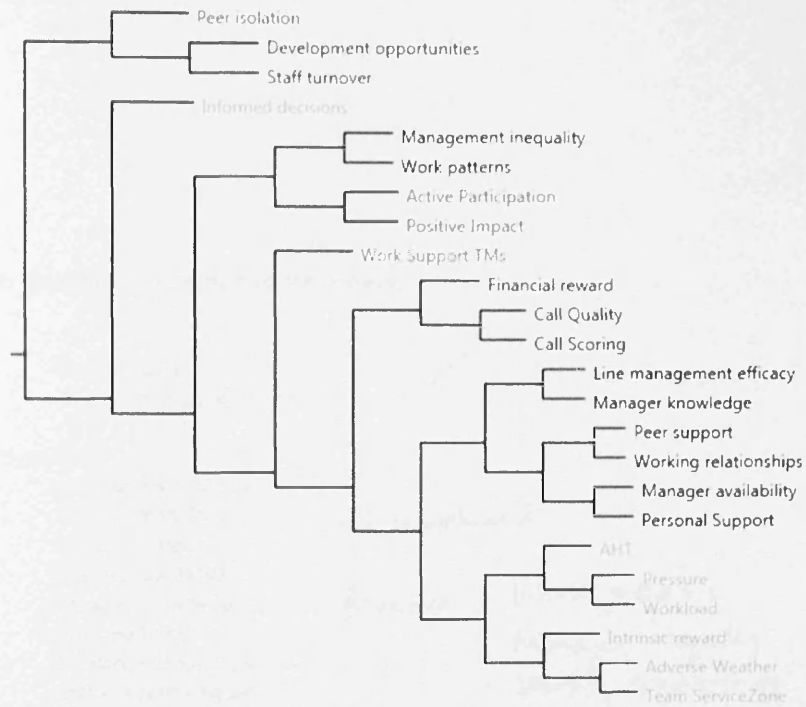 Peer isolation
Development opportunities
Staff turnover
Informed decisions
Management inequality
Work patterns
Active Participation
Positive Impact
Work Support TMs
Financial reward
Call Quality
Call Scoring
Line management efficacy
Manager knowledge
Peer support
Working relationships
Manager availability
Personal Support
AHT
Pressure
Workload
Intrinsic reward
Adverse Weather
Team ServiceZone